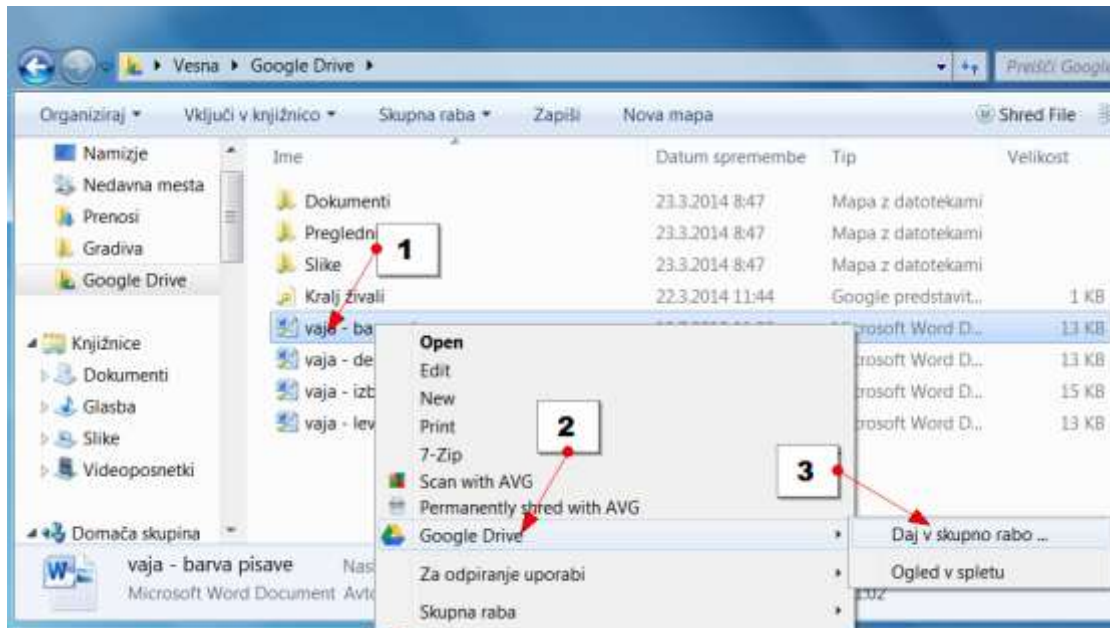 Vesna ▸ Google Drive ▸
Organiziraj Vključi v knjižnico Skupna raba Zapiši Nova mapa Shred File
Namizje
Nedavna mesta
Prenosi
Gradiva
Google Drive
Knjižnice
Dokumenti
Glasba
Slike
Videoposnetki
Domača skupina
Ime Datum spremembe Tip Velikost
Dokumenti 23.3.2014 8:47 Mapa z datotekami
Pregledni 23.3.2014 8:47 Mapa z datotekami
Slike 23.3.2014 8:47 Mapa z datotekami
Kralj živali 22.3.2014 11:44 Google predstavit... 1 KB
vaja - ba 13 KB
vaja - de rosoft Word D... 13 KB
vaja - izb rosoft Word D... 15 KB
vaja - lev rosoft Word D... 13 KB
1
2
3
Open
Edit
New
Print
7-Zip
Scan with AVG
Permanently shred with AVG
Google Drive
Za odpiranje uporabi
Skupna raba
Daj v skupno rabo ...
Ogled v spletu
vaja - barva pisave
Microsoft Word Document